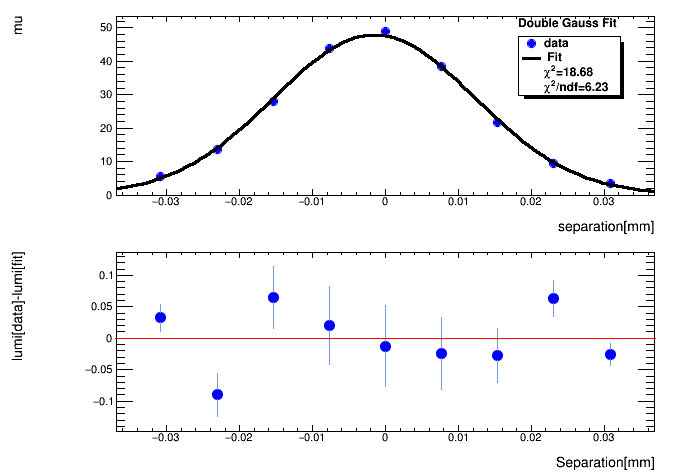 Double Gauss Fit
mu
data
Fit
χ²=18.68
χ²/ndf=6.23
50
40
30
20
10
0
−0.03 −0.02 −0.01 0 0.01 0.02 0.03
separation[mm]
lumi[data]-lumi[fit]
0.1
0.05
0
−0.05
−0.1
−0.03 −0.02 −0.01 0 0.01 0.02 0.03
Separation[mm]